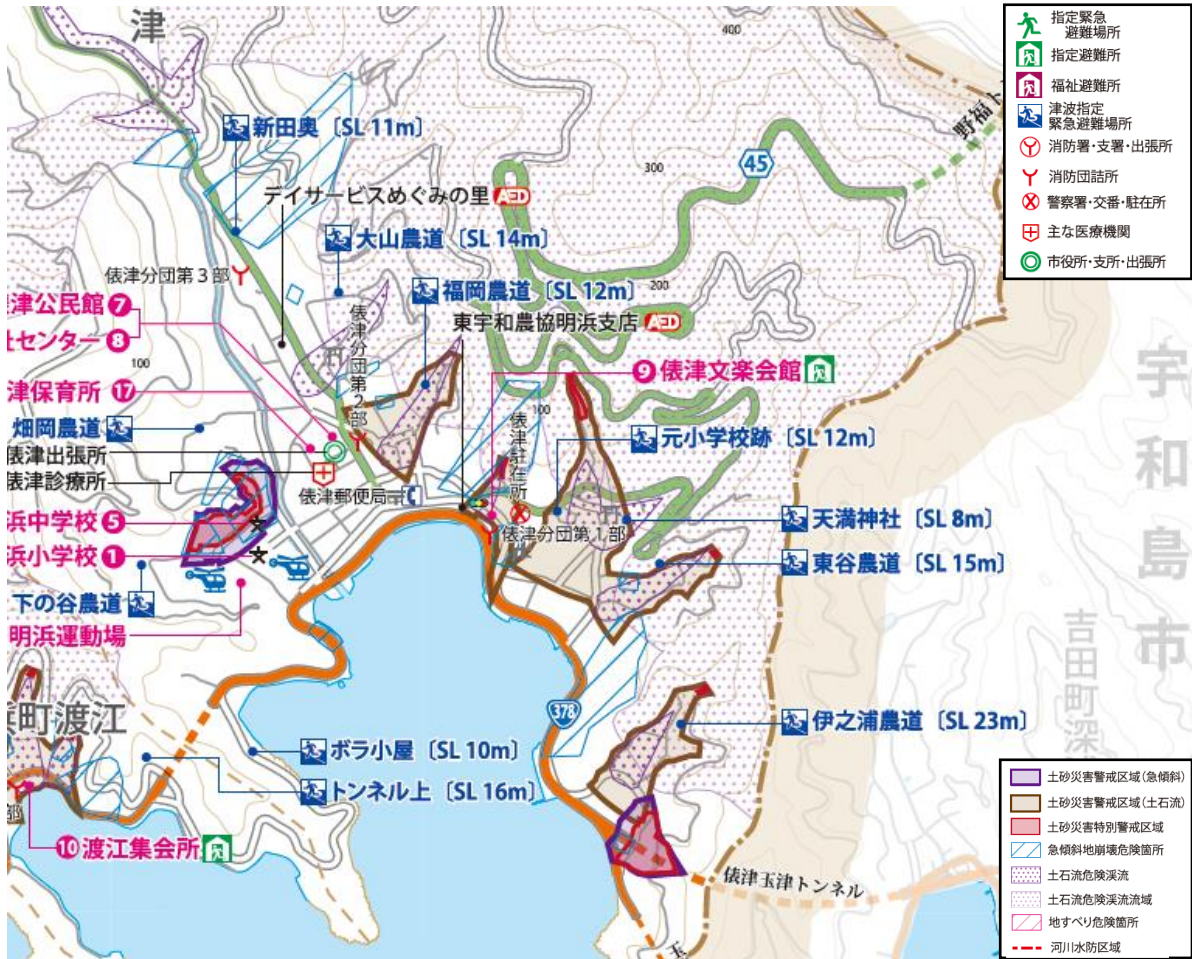 津
400
野福ト
45
新田奥〔SL 11m〕
300
デイサービスめぐみの里 AED
大山農道〔SL 14m〕
俵津分団第3部
200
福岡農道〔SL 12m〕
津公民館 7
東宇和農協明浜支店 AED
センター 8
俵津分団第2部
100
9 俵津文楽会館
津保育所 17
100
畑岡農道
元小学校跡〔SL 12m〕
俵津出張所
俵津駐在所
俵津診療所
俵津郵便局
浜中学校 5
俵津分団第1部
天満神社〔SL 8m〕
浜小学校 1
東谷農道〔SL 15m〕
下の谷農道
明浜運動場
宇和島市
吉田町深
浜町渡江
378
伊之浦農道〔SL 23m〕
ボラ小屋〔SL 10m〕
トンネル上〔SL 16m〕
部
10 渡江集会所
俵津玉津トンネル
玉
指定緊急
避難場所
指定避難所
福祉避難所
津波指定
緊急避難場所
消防署・支署・出張所
消防団詰所
警察署・交番・駐在所
主な医療機関
市役所・支所・出張所
土砂災害警戒区域(急傾斜)
土砂災害警戒区域(土石流)
土砂災害特別警戒区域
急傾斜地崩壊危険箇所
土石流危険渓流
土石流危険渓流流域
地すべり危険箇所
河川水防区域